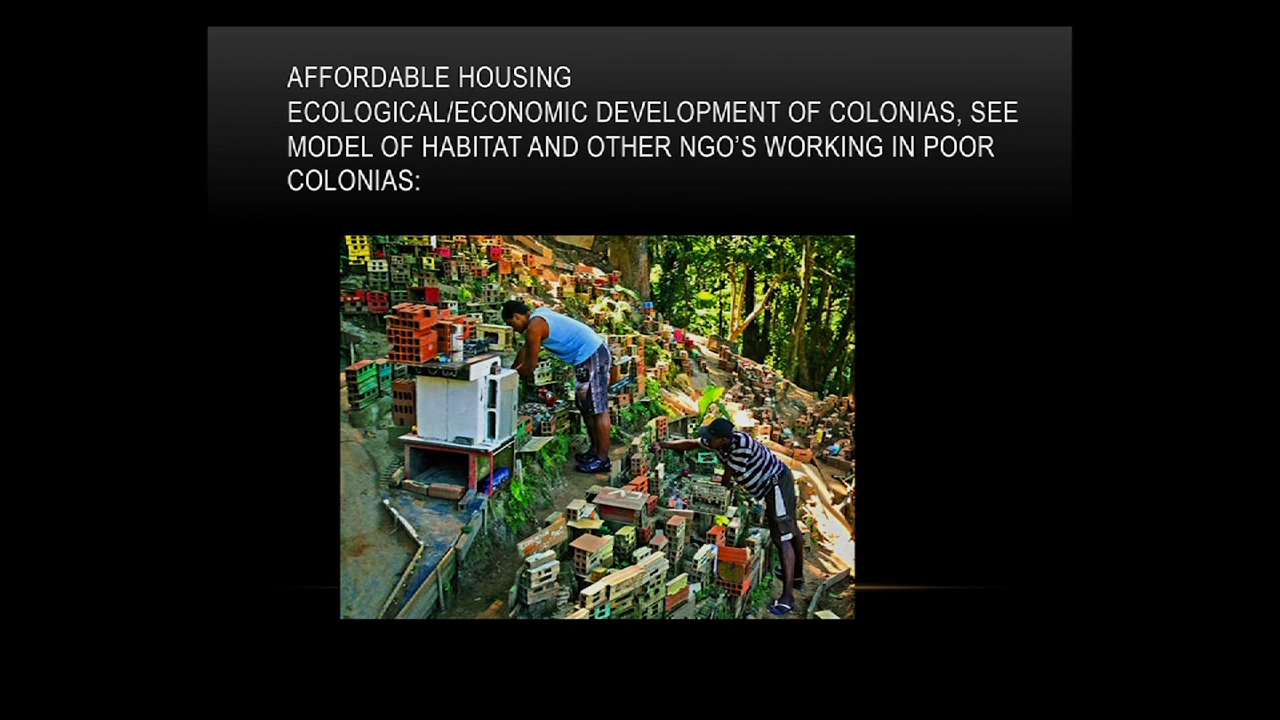 AFFORDABLE HOUSING
ECOLOGICAL/ECONOMIC DEVELOPMENT OF COLONIAS, SEE
MODEL OF HABITAT AND OTHER NGO’S WORKING IN POOR
COLONIAS: